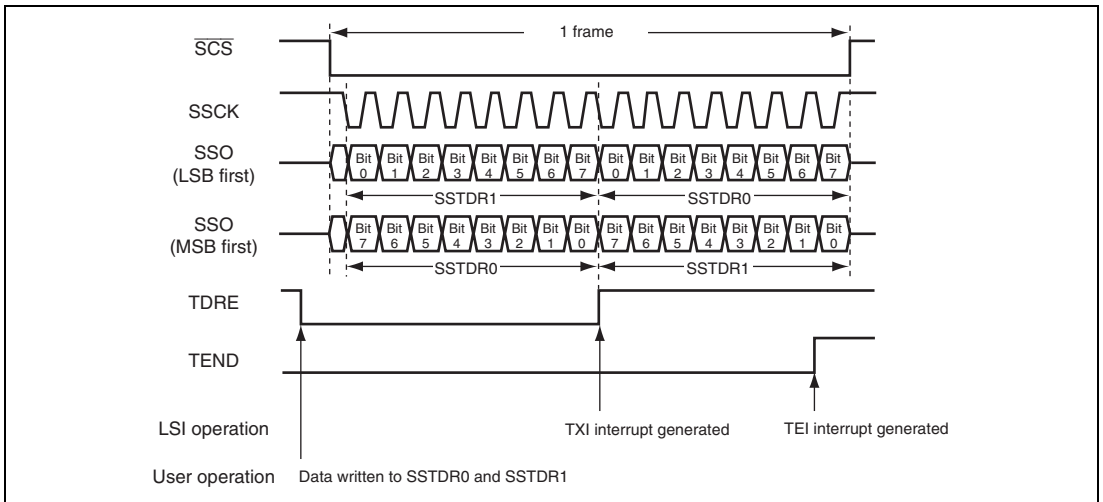 1 frame
SCS
SSCK
SSO
(LSB first)
Bit 0 Bit 1 Bit 2 Bit 3 Bit 4 Bit 5 Bit 6 Bit 7 Bit 0 Bit 1 Bit 2 Bit 3 Bit 4 Bit 5 Bit 6 Bit 7
SSTDR1 SSTDR0
SSO
(MSB first)
Bit 7 Bit 6 Bit 5 Bit 4 Bit 3 Bit 2 Bit 1 Bit 0 Bit 7 Bit 6 Bit 5 Bit 4 Bit 3 Bit 2 Bit 1 Bit 0
SSTDR0 SSTDR1
TDRE
TEND
LSI operation TXI interrupt generated TEI interrupt generated
User operation Data written to SSTDR0 and SSTDR1